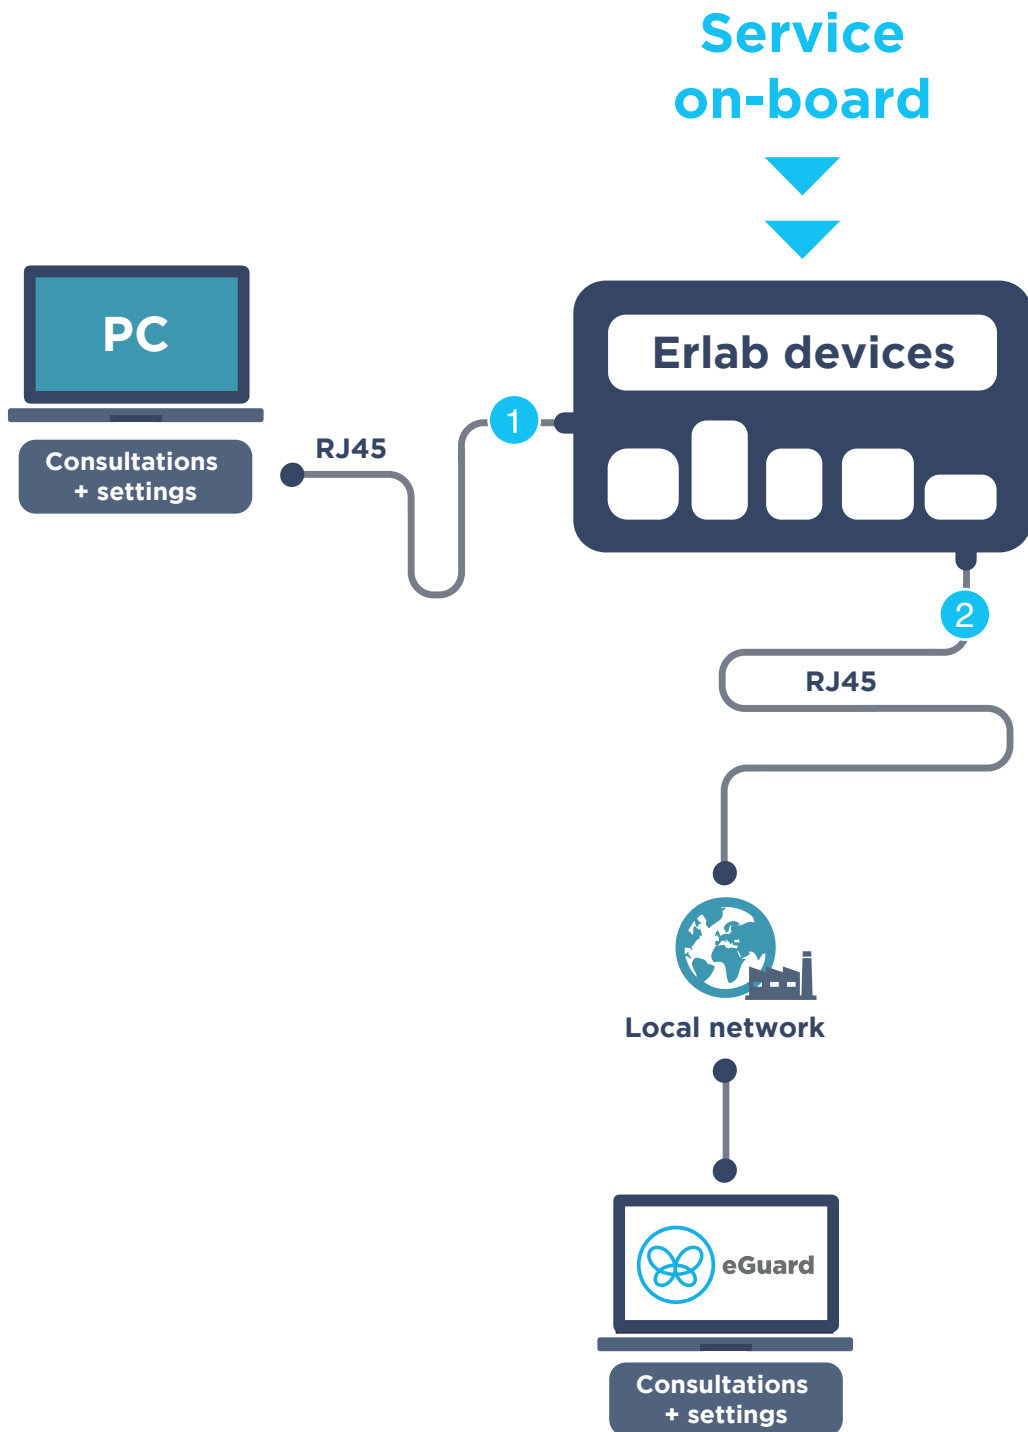 Service
on-board
PC
Erlab devices
1
RJ45
Consultations
+ settings
2
RJ45
Local network
eGuard
Consultations
+ settings